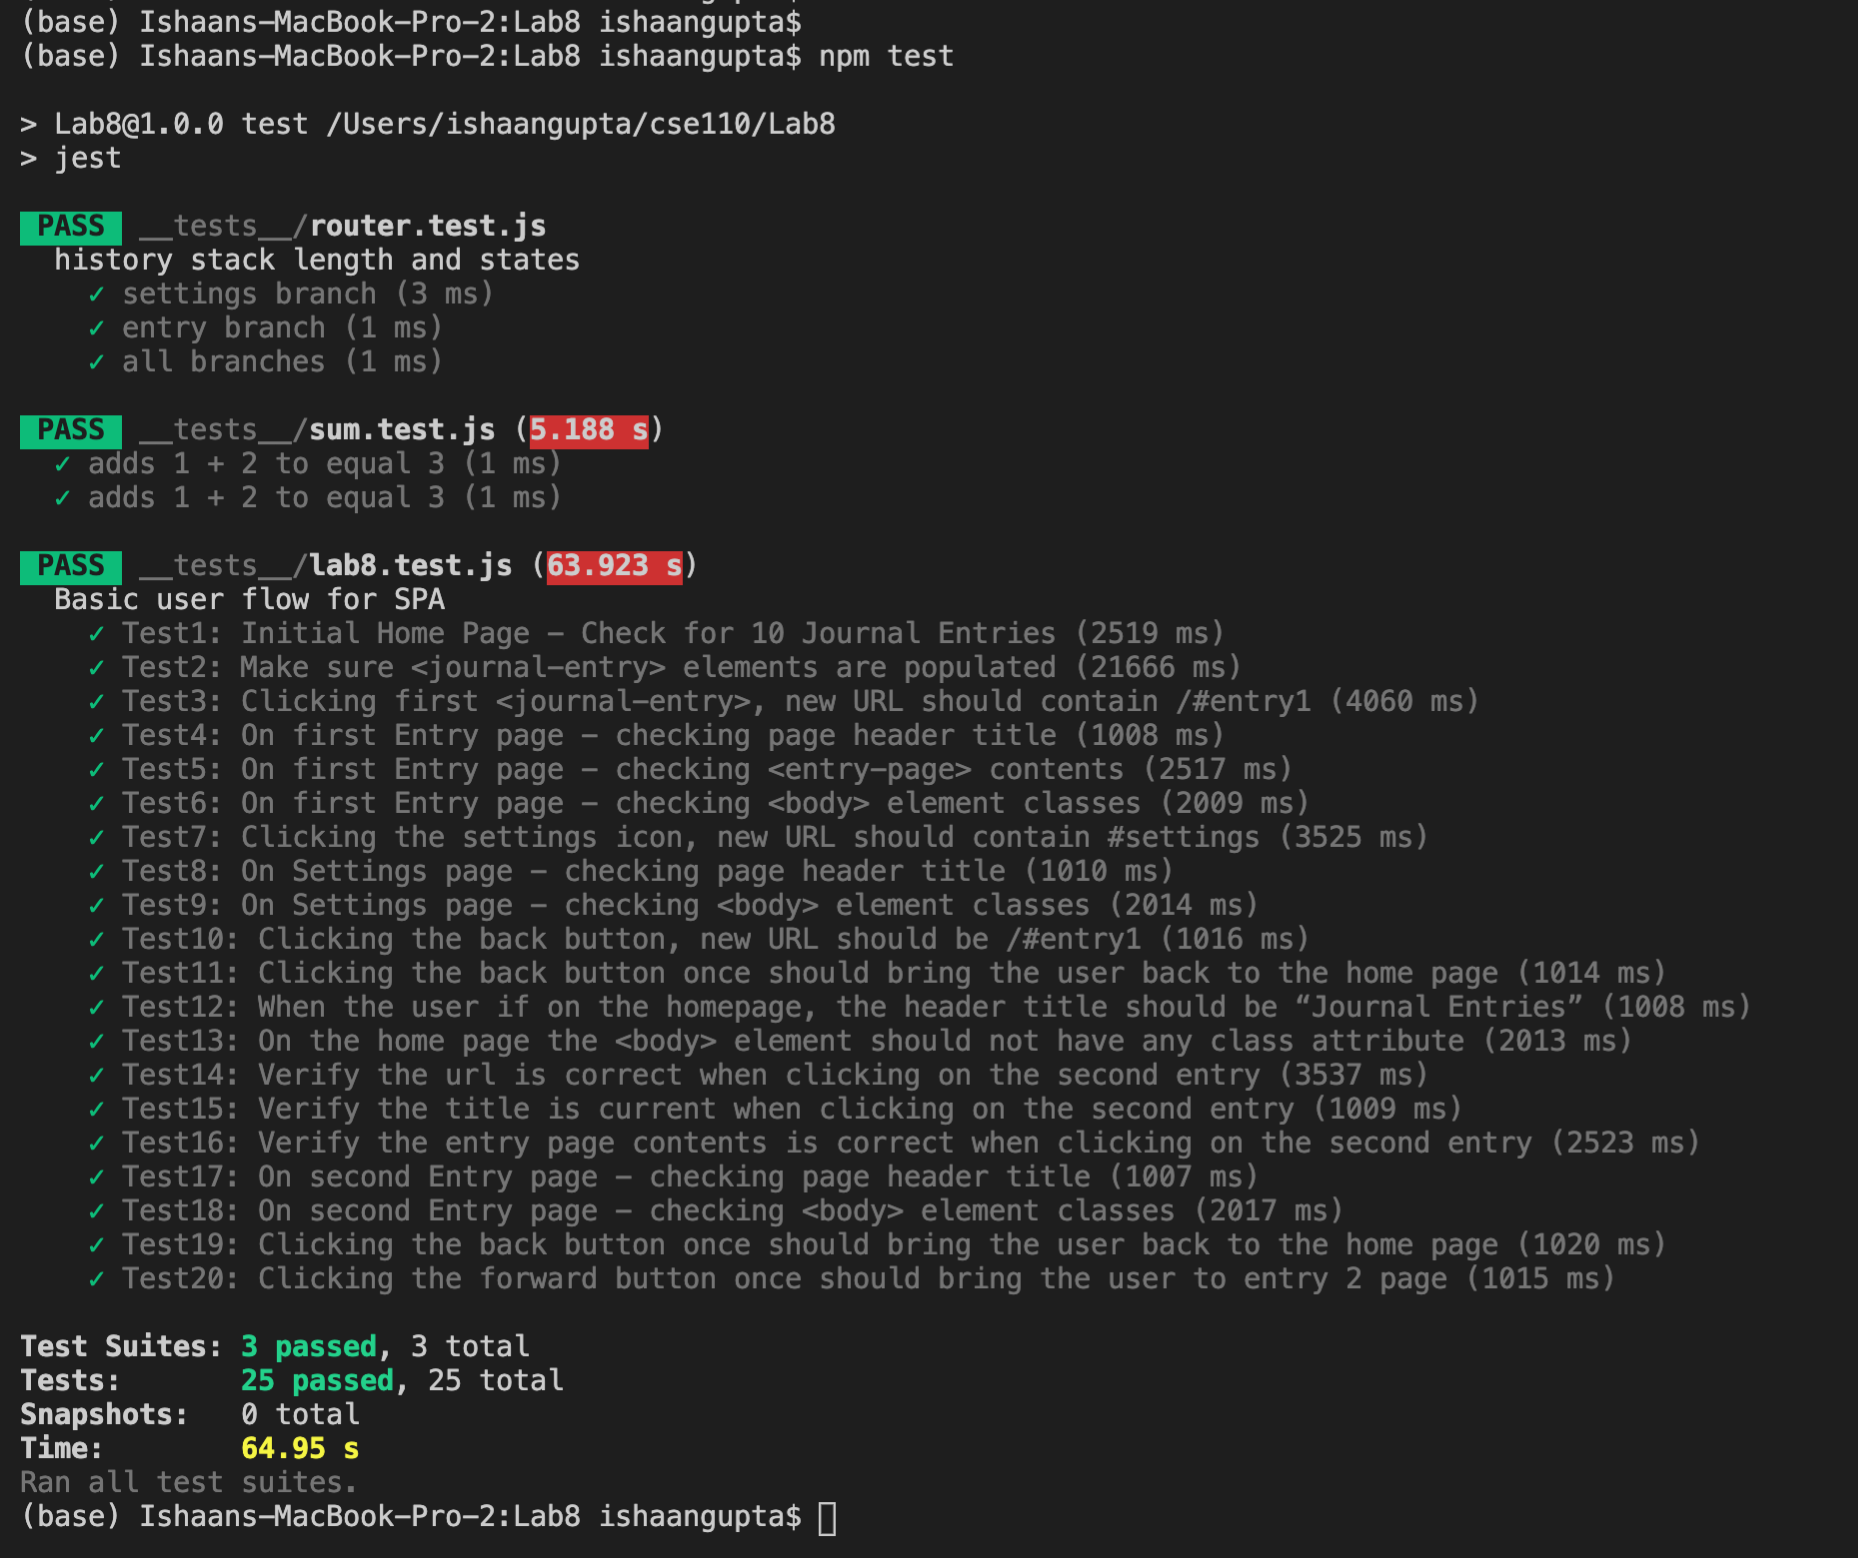 (base) Ishaans-MacBook-Pro-2:Lab8 ishaangupta$
(base) Ishaans-MacBook-Pro-2:Lab8 ishaangupta$ npm test
> Lab8@1.0.0 test /Users/ishaangupta/cse110/Lab8
> jest
PASS __tests__/router.test.js
history stack length and states
✓ settings branch (3 ms)
✓ entry branch (1 ms)
✓ all branches (1 ms)
PASS __tests__/sum.test.js (5.188 s)
✓ adds 1 + 2 to equal 3 (1 ms)
✓ adds 1 + 2 to equal 3 (1 ms)
PASS __tests__/lab8.test.js (63.923 s)
Basic user flow for SPA
✓ Test1: Initial Home Page - Check for 10 Journal Entries (2519 ms)
✓ Test2: Make sure <journal-entry> elements are populated (21666 ms)
✓ Test3: Clicking first <journal-entry>, new URL should contain /#entry1 (4060 ms)
✓ Test4: On first Entry page - checking page header title (1008 ms)
✓ Test5: On first Entry page - checking <entry-page> contents (2517 ms)
✓ Test6: On first Entry page - checking <body> element classes (2009 ms)
✓ Test7: Clicking the settings icon, new URL should contain #settings (3525 ms)
✓ Test8: On Settings page - checking page header title (1010 ms)
✓ Test9: On Settings page - checking <body> element classes (2014 ms)
✓ Test10: Clicking the back button, new URL should be /#entry1 (1016 ms)
✓ Test11: Clicking the back button once should bring the user back to the home page (1014 ms)
✓ Test12: When the user if on the homepage, the header title should be “Journal Entries” (1008 ms)
✓ Test13: On the home page the <body> element should not have any class attribute (2013 ms)
✓ Test14: Verify the url is correct when clicking on the second entry (3537 ms)
✓ Test15: Verify the title is current when clicking on the second entry (1009 ms)
✓ Test16: Verify the entry page contents is correct when clicking on the second entry (2523 ms)
✓ Test17: On second Entry page - checking page header title (1007 ms)
✓ Test18: On second Entry page - checking <body> element classes (2017 ms)
✓ Test19: Clicking the back button once should bring the user back to the home page (1020 ms)
✓ Test20: Clicking the forward button once should bring the user to entry 2 page (1015 ms)
Test Suites: 3 passed, 3 total
Tests: 25 passed, 25 total
Snapshots: 0 total
Time: 64.95 s
Ran all test suites.
(base) Ishaans-MacBook-Pro-2:Lab8 ishaangupta$